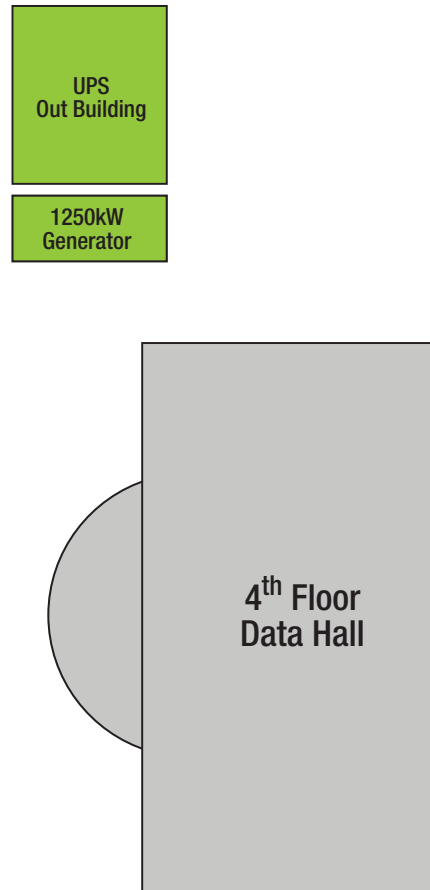 UPS
Out Building
1250kW
Generator
4th Floor
Data Hall